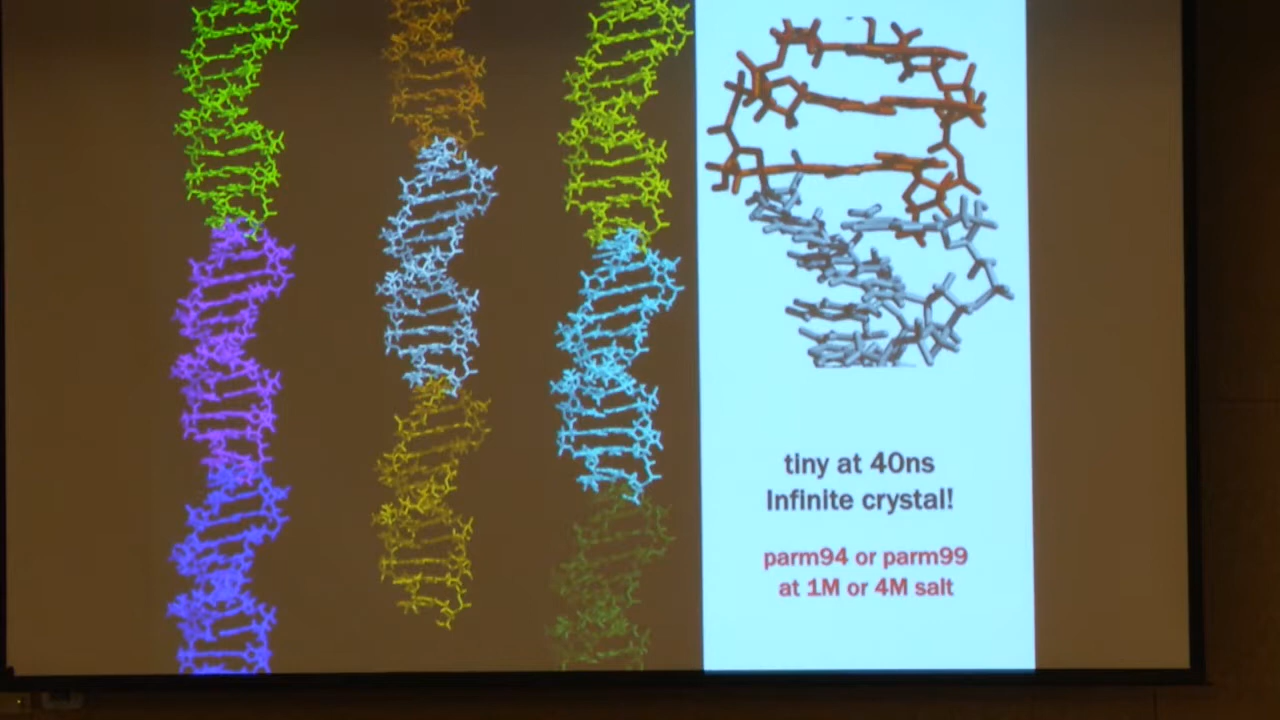 tiny at 40ns
Infinite crystal!
parm94 or parm99
at 1M or 4M salt